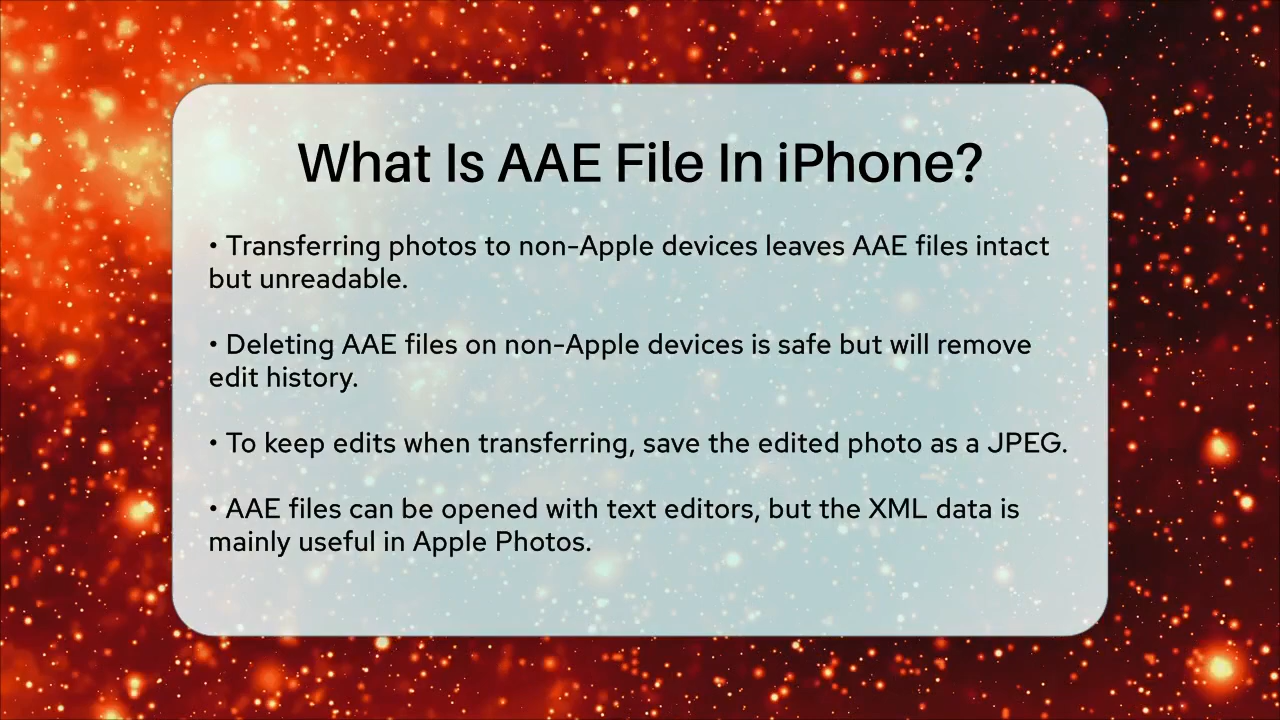 What Is AAE File In iPhone?
• Transferring photos to non-Apple devices leaves AAE files intact
but unreadable.
• Deleting AAE files on non-Apple devices is safe but will remove
edit history.
• To keep edits when transferring, save the edited photo as a JPEG.
• AAE files can be opened with text editors, but the XML data is
mainly useful in Apple Photos.